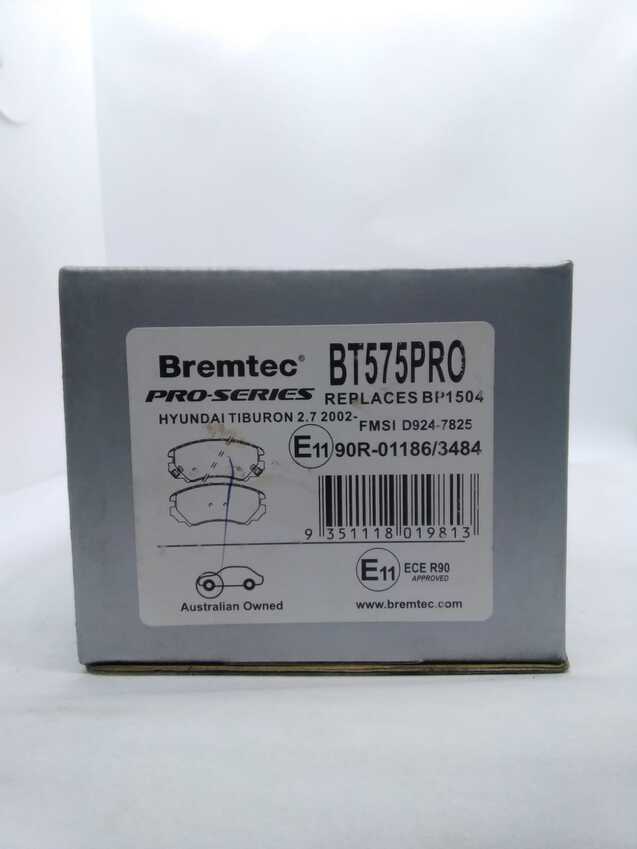 Bremtec®
BT575PRO
PRO-SERIES
REPLACES BP1504
HYUNDAI TIBURON 2.7 2002-
FMSI D924-7825
E11 90R-01186/3484
9 351118 019813
E11 ECE R90
APPROVED
Australian Owned
www.bremtec.com